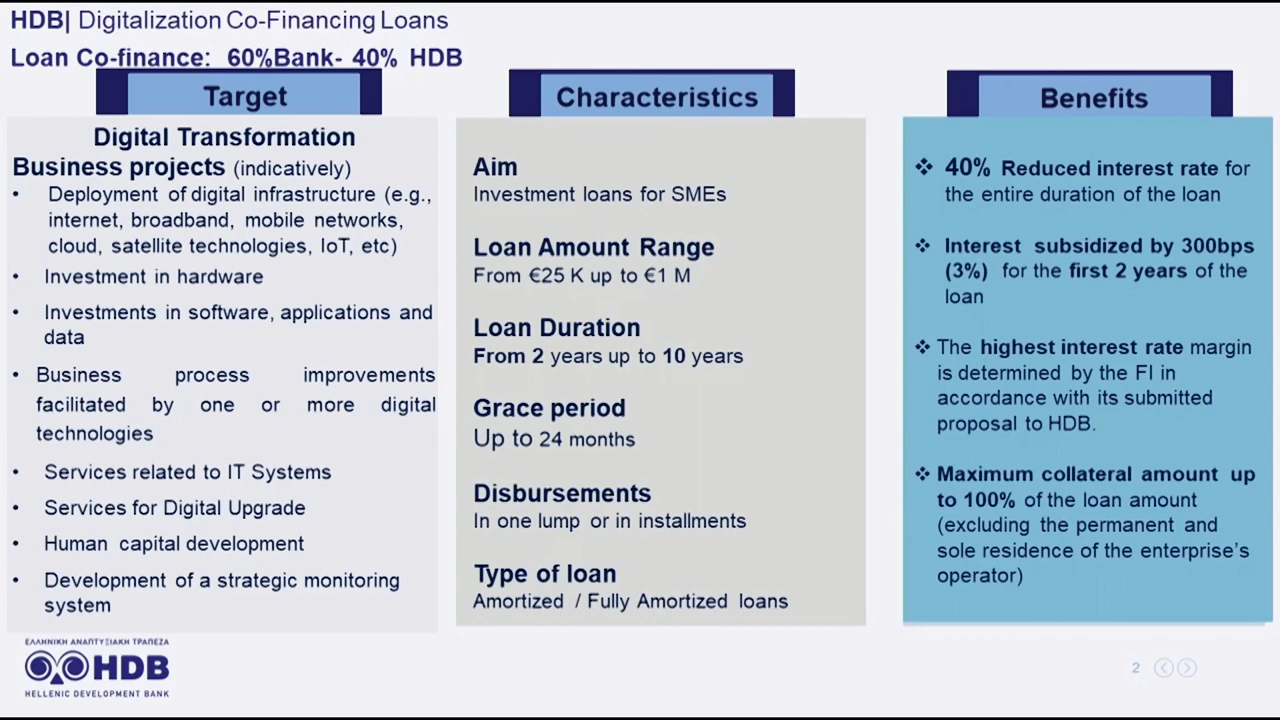 HDB| Digitalization Co-Financing Loans
Loan Co-finance: 60%Bank- 40% HDB
Target
Digital Transformation
Business projects (indicatively)
• Deployment of digital infrastructure (e.g.,
internet, broadband, mobile networks,
cloud, satellite technologies, IoT, etc)
• Investment in hardware
• Investments in software, applications and
data
• Business process improvements
facilitated by one or more digital
technologies
• Services related to IT Systems
• Services for Digital Upgrade
• Human capital development
• Development of a strategic monitoring
system
Characteristics
Aim
Investment loans for SMEs
Loan Amount Range
From €25 K up to €1 M
Loan Duration
From 2 years up to 10 years
Grace period
Up to 24 months
Disbursements
In one lump or in installments
Type of loan
Amortized / Fully Amortized loans
Benefits
❖ 40% Reduced interest rate for
the entire duration of the loan
❖ Interest subsidized by 300bps
(3%) for the first 2 years of the
loan
❖ The highest interest rate margin
is determined by the FI in
accordance with its submitted
proposal to HDB.
❖ Maximum collateral amount up
to 100% of the loan amount
(excluding the permanent and
sole residence of the enterprise's
operator)
ΕΛΛΗΝΙΚΗ ΑΝΑΠΤΥΞΙΑΚΗ ΤΡΑΠΕΖΑ
HDB
HELLENIC DEVELOPMENT BANK
2